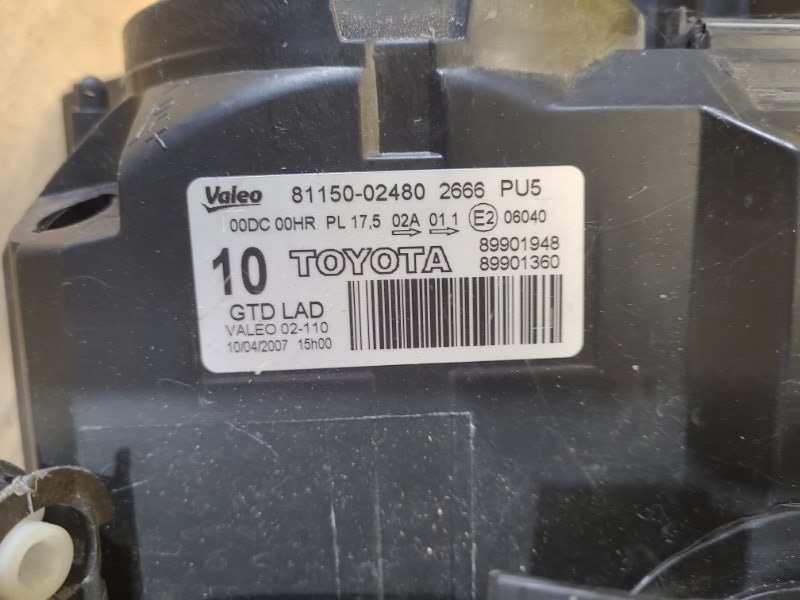 Valeo 81150-02480 2666 PU5
00DC 00HR PL 17,5 02A 01 1 E2 06040
10 TOYOTA 89901948
89901360
GTD LAD
VALEO 02-110
10/04/2007 15h00